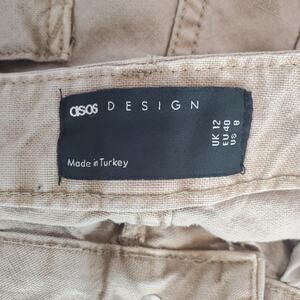 asos DESIGN
Made in Turkey
UK 12
EU 40
US 8